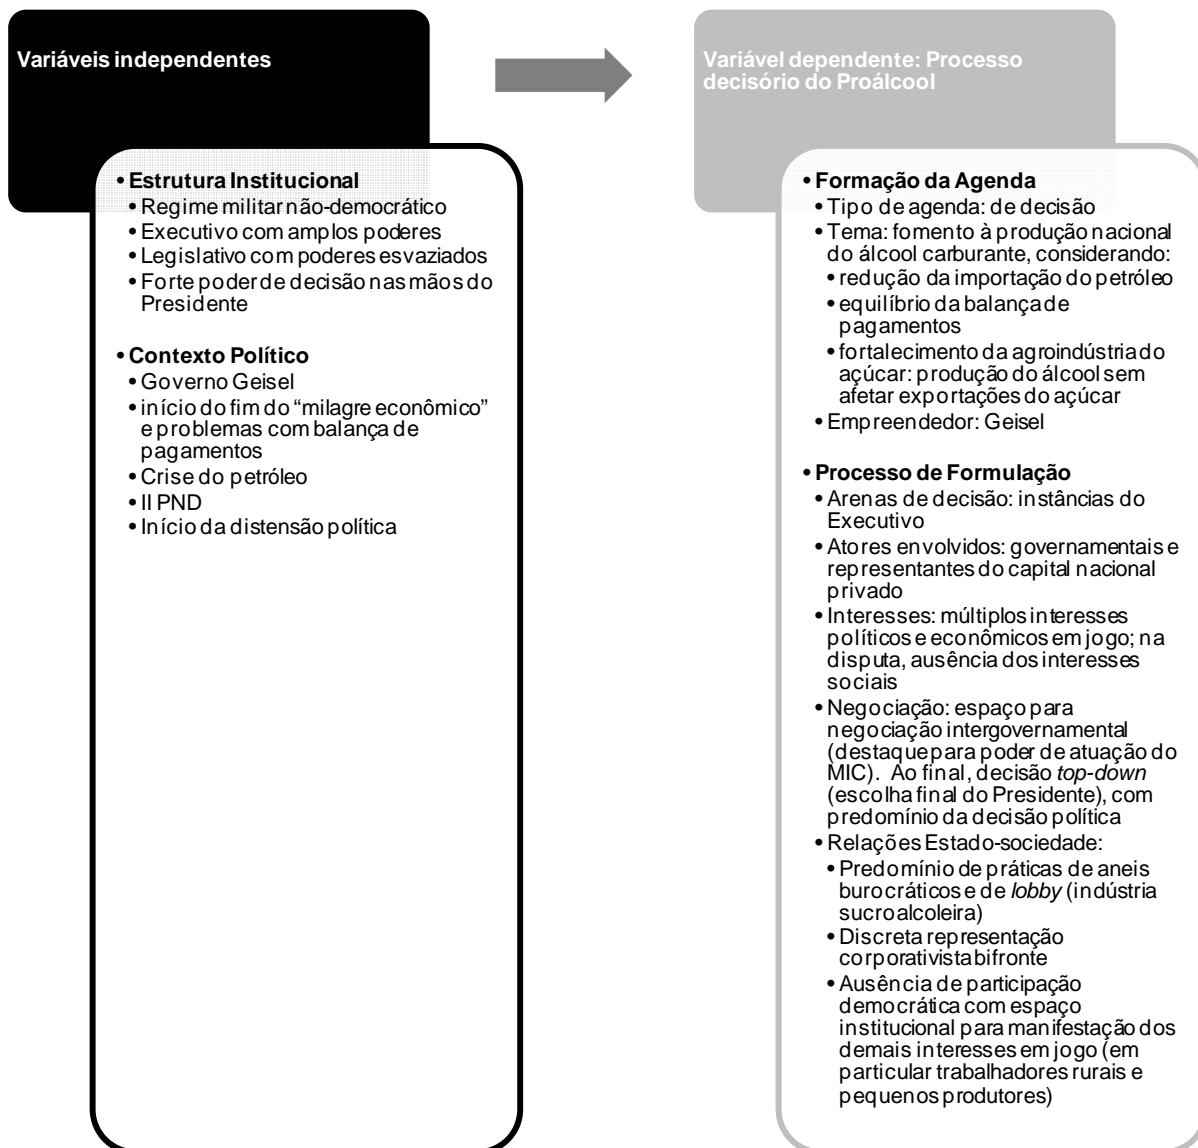 Variáveis independentes
• Estrutura Institucional
• Regime militar não-democrático
• Executivo com amplos poderes
• Legislativo com poderes esvaziados
• Forte poder de decisão nas mãos do
Presidente
• Contexto Político
• Governo Geisel
• início do fim do “milagre econômico”
e problemas com balança de
pagamentos
• Crise do petróleo
• II PND
• Início da distensão política
Variável dependente: Processo
decisório do Proálcool
• Formação da Agenda
• Tipo de agenda: de decisão
• Tema: fomento à produção nacional
do álcool carburante, considerando:
• redução da importação do petróleo
• equilíbrio da balança de
pagamentos
• fortalecimento da agroindústria do
açúcar: produção do álcool sem
afetar exportações do açúcar
• Empreendedor: Geisel
• Processo de Formulação
• Arenas de decisão: instâncias do
Executivo
• Atores envolvidos: governamentais e
representantes do capital nacional
privado
• Interesses: múltiplos interesses
políticos e econômicos em jogo; na
disputa, ausência dos interesses
sociais
• Negociação: espaço para
negociação intergovernamental
(destaque para poder de atuação do
MIC). Ao final, decisão top-down
(escolha final do Presidente), com
predomínio da decisão política
• Relações Estado-sociedade:
• Predomínio de práticas de aneis
burocráticos e de lobby (indústria
sucroalcoleira)
• Discreta representação
corporativista bifronte
• Ausência de participação
democrática com espaço
institucional para manifestação dos
demais interesses em jogo (em
particular trabalhadores rurais e
pequenos produtores)